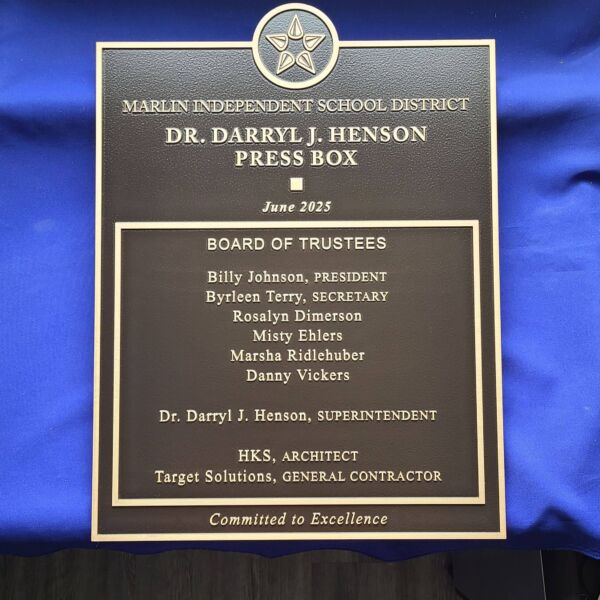 MARLIN INDEPENDENT SCHOOL DISTRICT
DR. DARRYL J. HENSON
PRESS BOX
June 2025
BOARD OF TRUSTEES
Billy Johnson, PRESIDENT
Byrleen Terry, SECRETARY
Rosalyn Dimerson
Misty Ehlers
Marsha Ridlehuber
Danny Vickers
Dr. Darryl J. Henson, SUPERINTENDENT
HKS, ARCHITECT
Target Solutions, GENERAL CONTRACTOR
Committed to Excellence